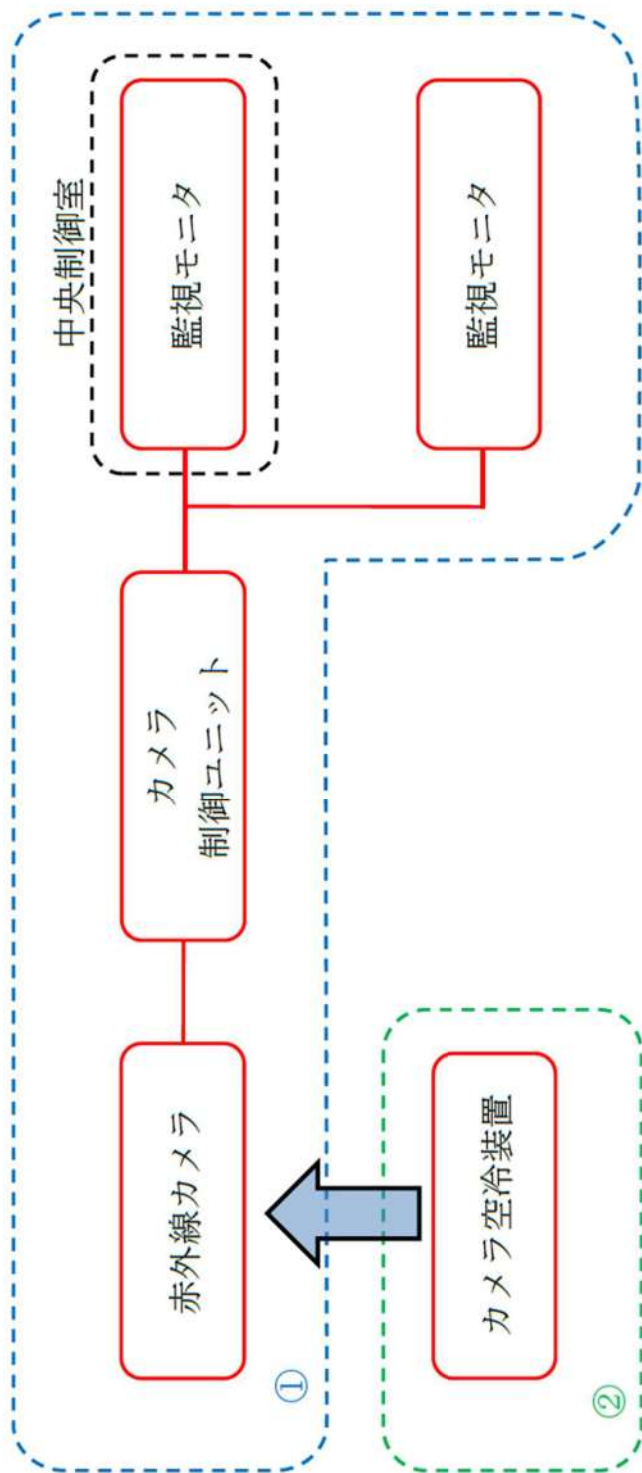 中央制御室
監視モニタ
監視モニタ
カメラ
制御ユニット
赤外線カメラ
①
カメラ空冷装置
②